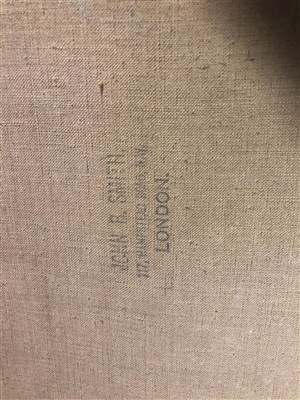 JOHN B. SMITH.
117, HAMPSTEAD ROAD, N.W.
LONDON.